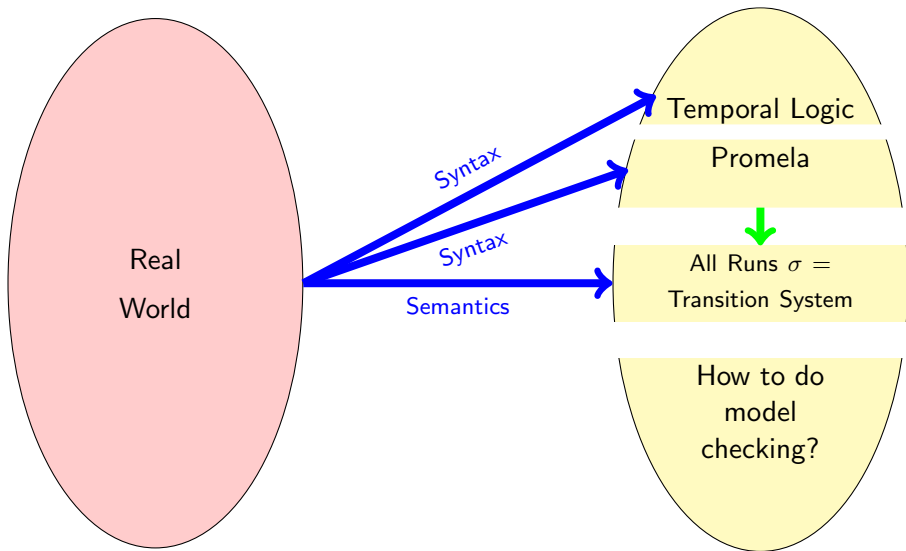 Real
World
Syntax
Syntax
Semantics
Temporal Logic
Promela
All Runs σ =
Transition System
How to do
model
checking?